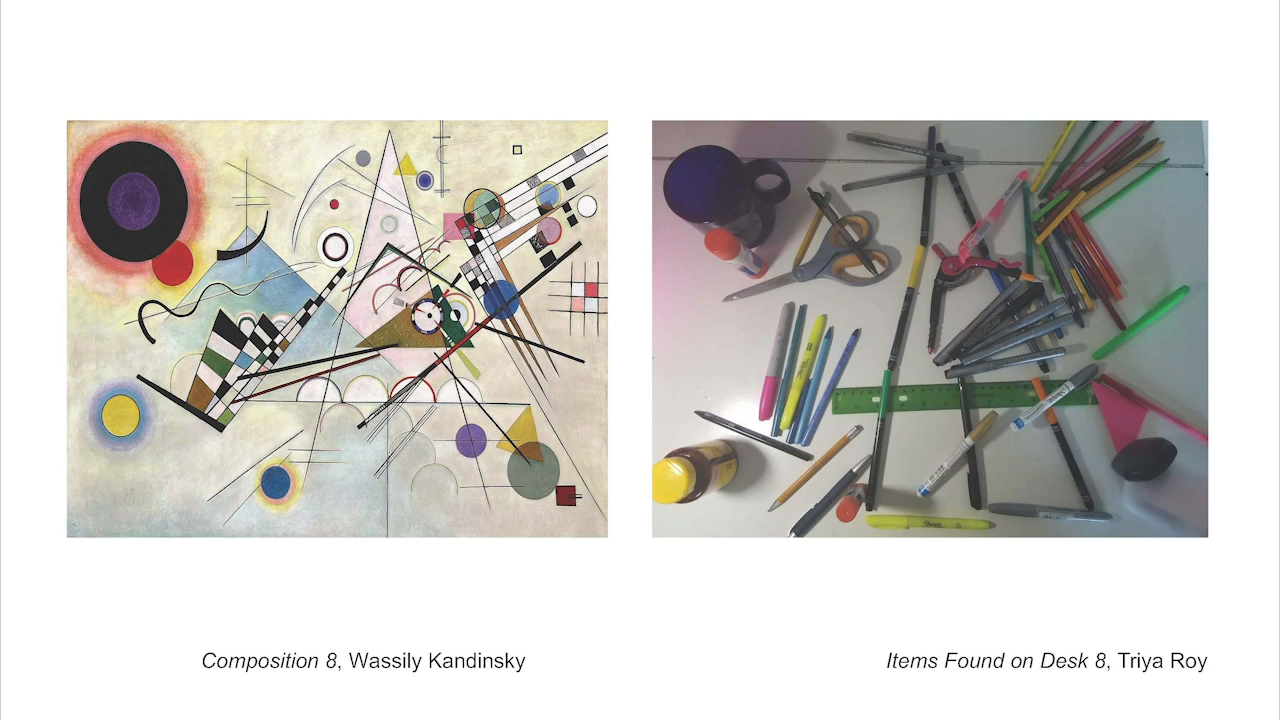 Composition 8, Wassily Kandinsky
Items Found on Desk 8, Triya Roy